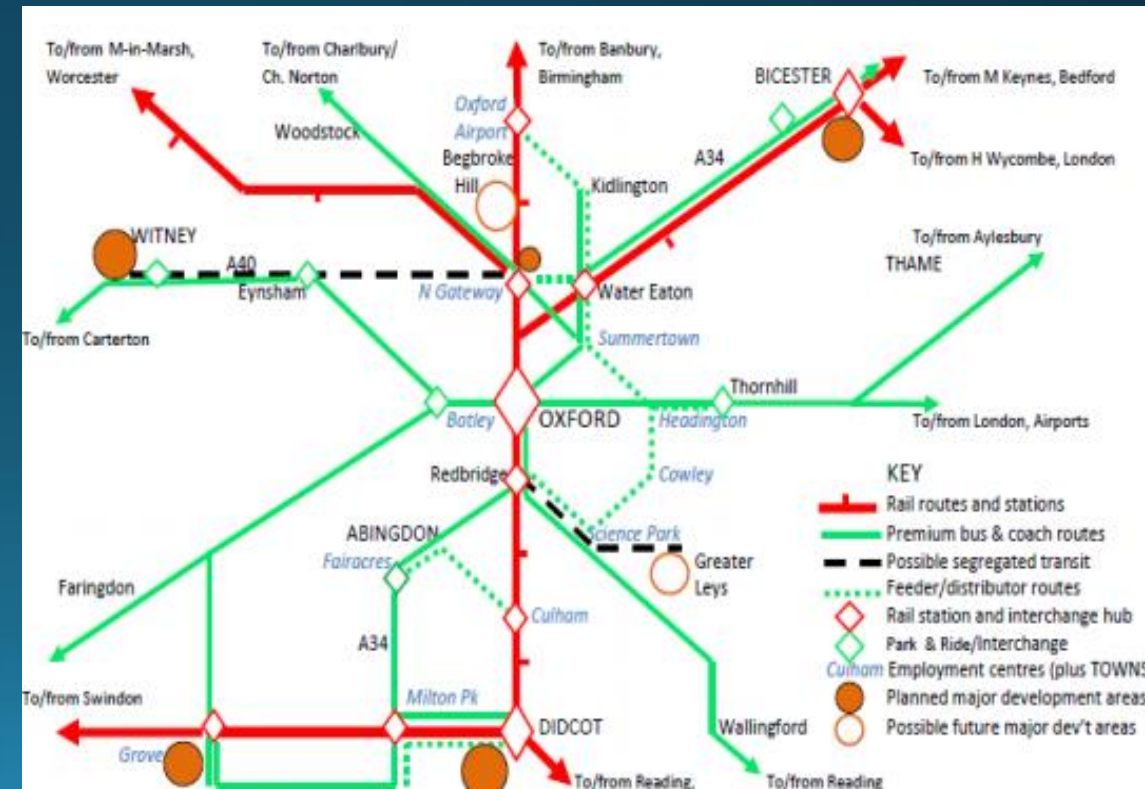 To/from M-in-Marsh,
Worcester
To/from Charlbury/
Ch. Norton
To/from Banbury,
Birmingham
BICESTER
To/from M Keynes, Bedford
Oxford
Airport
Woodstock
Begbroke
Hill
A34
To/from H Wycombe, London
Kidlington
WITNEY
A40
Eynsham
N Gateway
Water Eaton
To/from Aylesbury
THAME
To/from Carterton
Summertown
Thornhill
Botley
OXFORD
Headington
To/from London, Airports
Redbridge
Cowley
KEY
Rail routes and stations
ABINGDON
Science Park
Premium bus & coach routes
Fairacres
Greater
Leys
Possible segregated transit
Faringdon
Feeder/distributor routes
Culham
Rail station and interchange hub
A34
Park & Ride/Interchange
Culham Employment centres (plus TOWNS
To/from Swindon
Milton Pk
Planned major development areas
DIDCOT
Wallingford
Possible future major dev't areas
Grove
To/from Reading,
To/from Reading